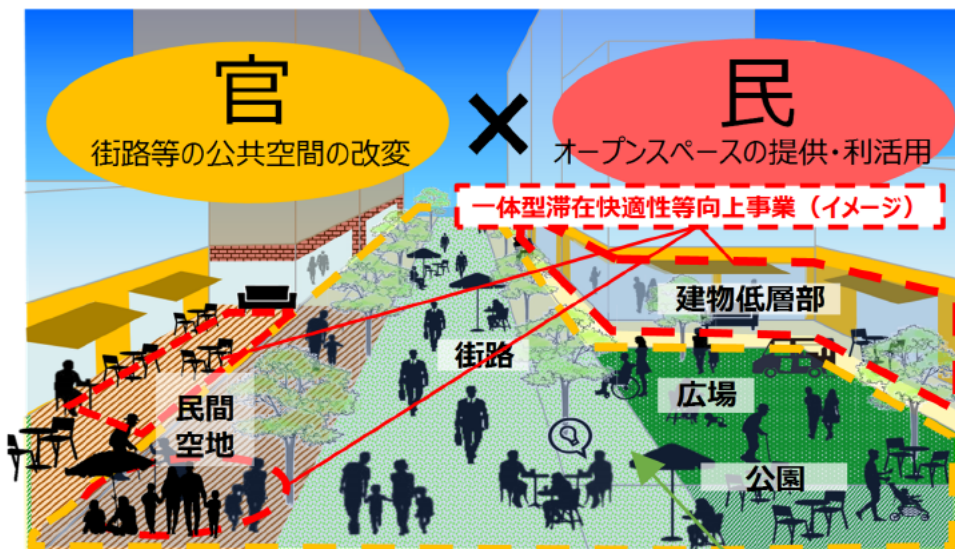 官
街路等の公共空間の改変
×
民
オープンスペースの提供・利活用
一体型滞在快適性等向上事業（イメージ）
建物低層部
街路
広場
民間
空地
公園